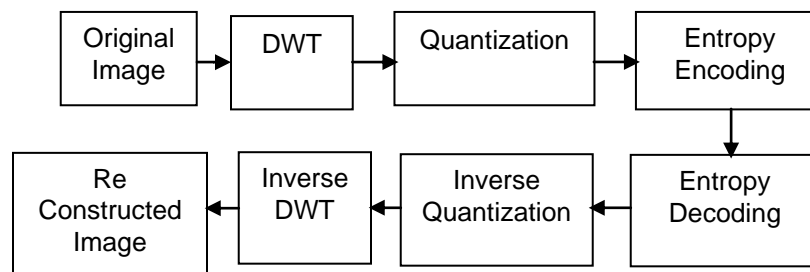 Original
Image
DWT
Quantization
Entropy
Encoding
Re
Constructed
Image
Inverse
DWT
Inverse
Quantization
Entropy
Decoding